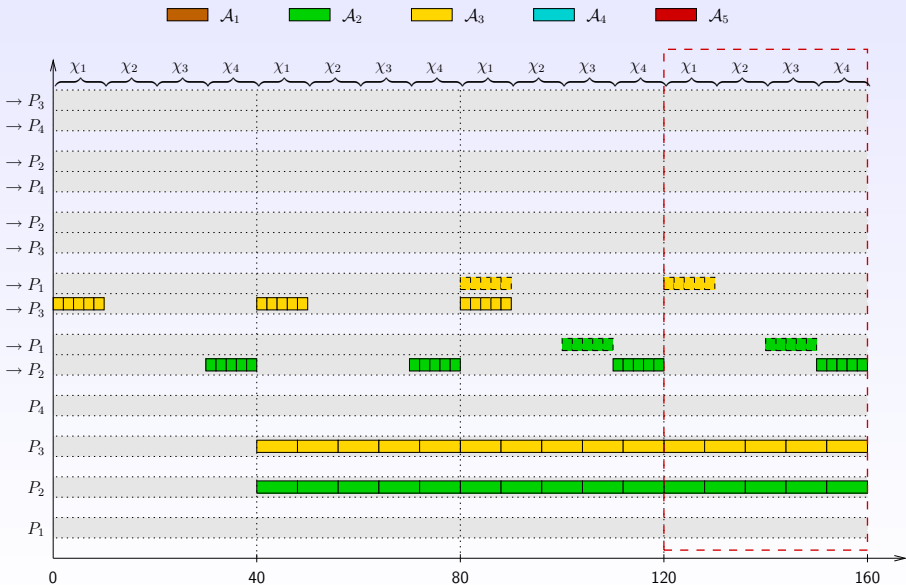 𝒜₁ 𝒜₂ 𝒜₃ 𝒜₄ 𝒜₅
χ₁ χ₂ χ₃ χ₄ χ₁ χ₂ χ₃ χ₄ χ₁ χ₂ χ₃ χ₄ χ₁ χ₂ χ₃ χ₄
→ P₃
→ P₄
→ P₂
→ P₄
→ P₂
→ P₃
→ P₁
→ P₃
→ P₁
→ P₂
P₄
P₃
P₂
P₁
0 40 80 120 160